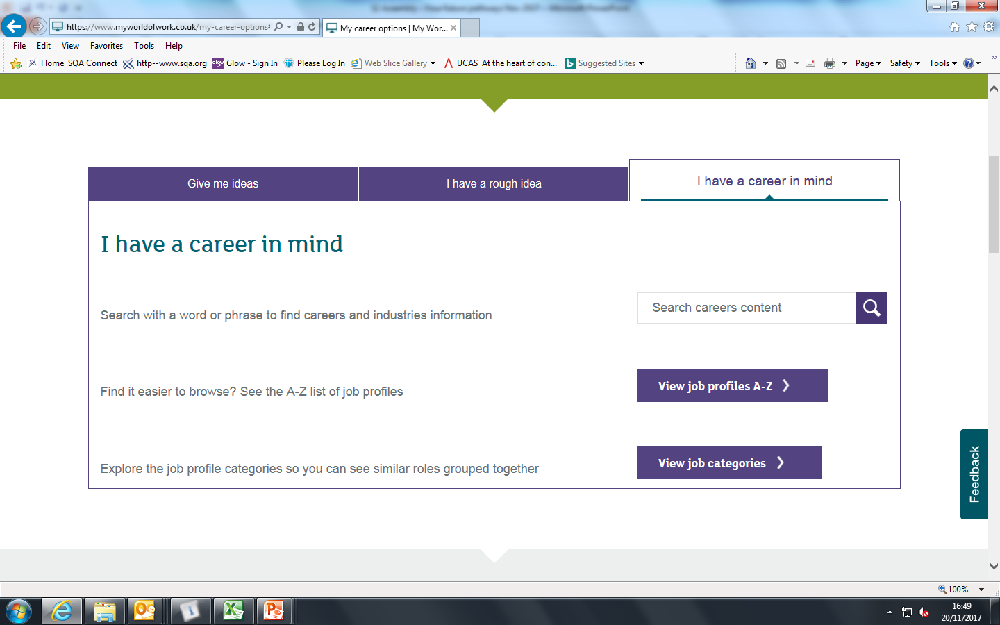 https://www.myworldofwork.co.uk/my-career-options#
My career options | My Wor...
File Edit View Favorites Tools Help
Home SQA Connect http--www.sqa.org Glow - Sign In Please Log In Web Slice Gallery UCAS At the heart of con... Suggested Sites Page Safety Tools
Give me ideas I have a rough idea I have a career in mind
I have a career in mind
Search with a word or phrase to find careers and industries information
Search careers content
Find it easier to browse? See the A-Z list of job profiles
View job profiles A-Z
Explore the job profile categories so you can see similar roles grouped together
View job categories
Feedback
100%
16:49
20/11/2017